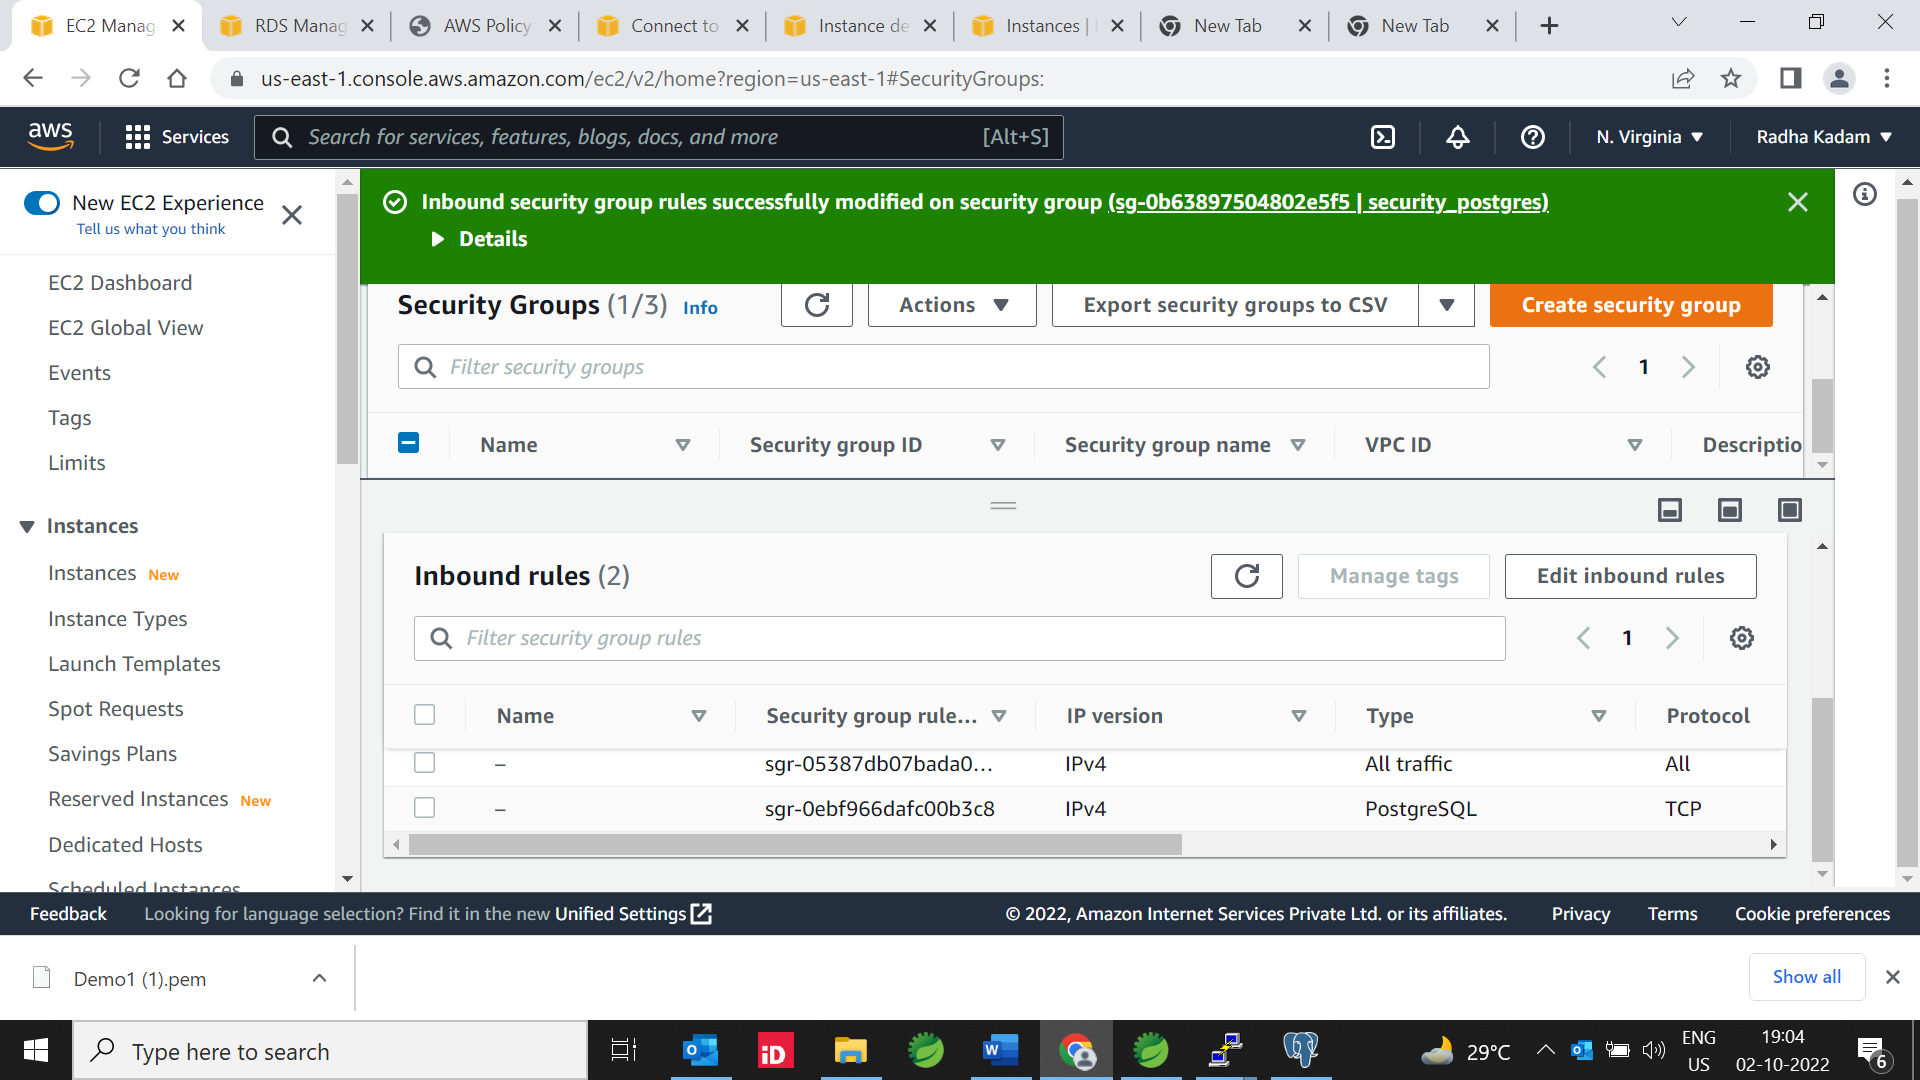 EC2 Manag
RDS Manag
AWS Policy
Connect to
Instance de
Instances |
New Tab
New Tab
us-east-1.console.aws.amazon.com/ec2/v2/home?region=us-east-1#SecurityGroups:
aws
Services
Search for services, features, blogs, docs, and more
[Alt+S]
N. Virginia
Radha Kadam
New EC2 Experience
Tell us what you think
EC2 Dashboard
EC2 Global View
Events
Tags
Limits
Instances
Instances New
Instance Types
Launch Templates
Spot Requests
Savings Plans
Reserved Instances New
Dedicated Hosts
Scheduled Instances
Inbound security group rules successfully modified on security group (sg-0b63897504802e5f5 | security_postgres)
Details
Security Groups (1/3) Info
Actions
Export security groups to CSV
Create security group
Filter security groups
1
Name
Security group ID
Security group name
VPC ID
Descriptio
Inbound rules (2)
Manage tags
Edit inbound rules
Filter security group rules
1
Name Security group rule... IP version Type Protocol
– sgr-05387db07bada0... IPv4 All traffic All
– sgr-0ebf966dafc00b3c8 IPv4 PostgreSQL TCP
Feedback
Looking for language selection? Find it in the new Unified Settings
© 2022, Amazon Internet Services Private Ltd. or its affiliates.
Privacy
Terms
Cookie preferences
Demo1 (1).pem
Show all
Type here to search
iD
29°C
ENG
US
19:04
02-10-2022
6